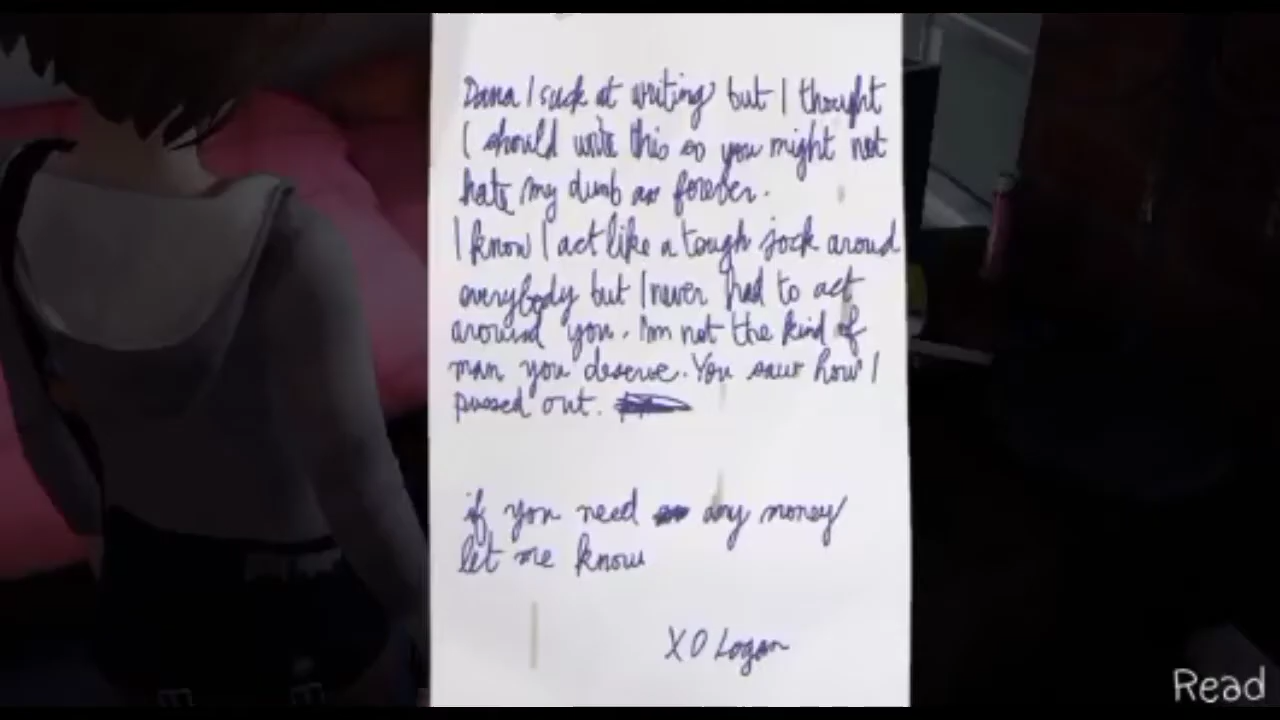 Dana I suck at writing but I thought
I should write this so you might not
hate my dumb ass forever.
I know I act like a tough jock aroud
everybody but I never had to act
around you. I'm not the kind of
man you deserve. You saw how I
pussed out.
if you need any money
let me know
XO Logan
Read